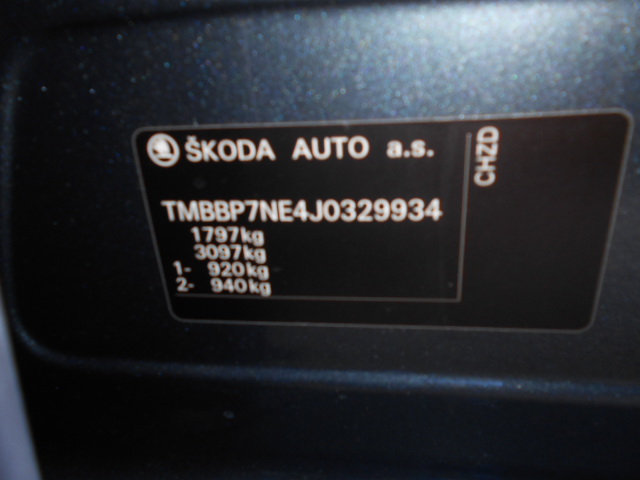 ŠKODA AUTO a.s.
CHZD
TMBBP7NE4J0329934
1797kg
3097kg
1- 920kg
2- 940kg